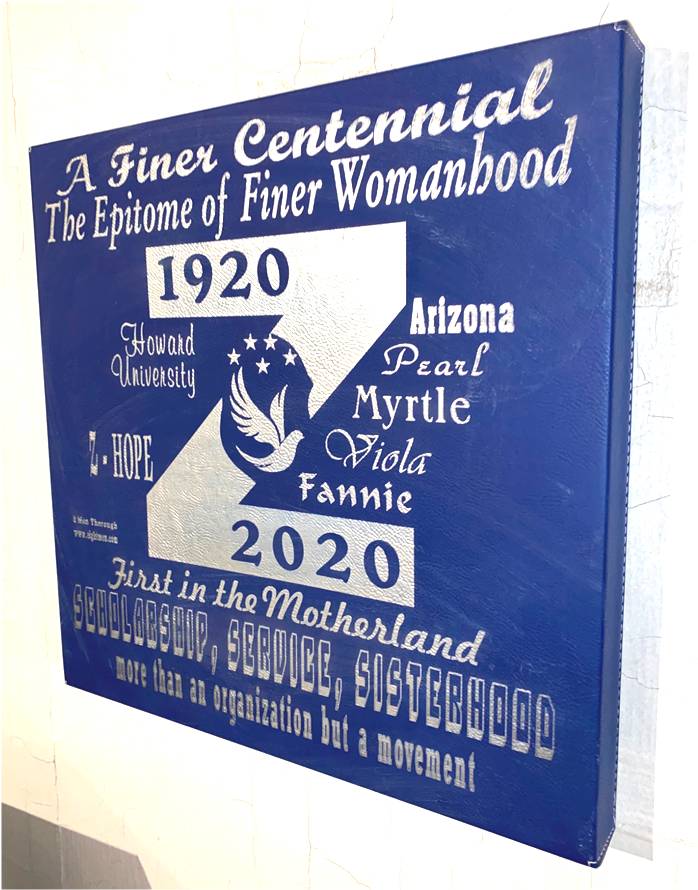 A Finer Centennial
The Epitome of Finer Womanhood
1920
Howard
University
Arizona
Pearl
Myrtle
Viola
Fannie
Z - HOPE
2020
First in the Motherland
SCHOLARSHIP, SERVICE, SISTERHOOD
more than an organization but a movement